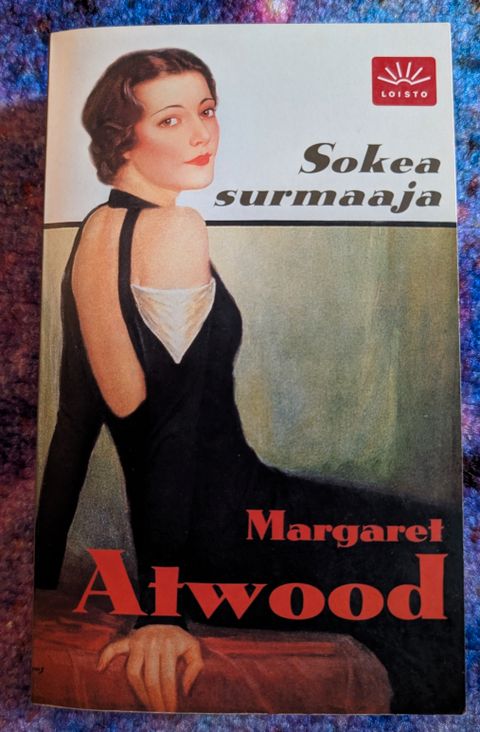 LOISTO
Sokea
surmaaja
Margaret
Atwood